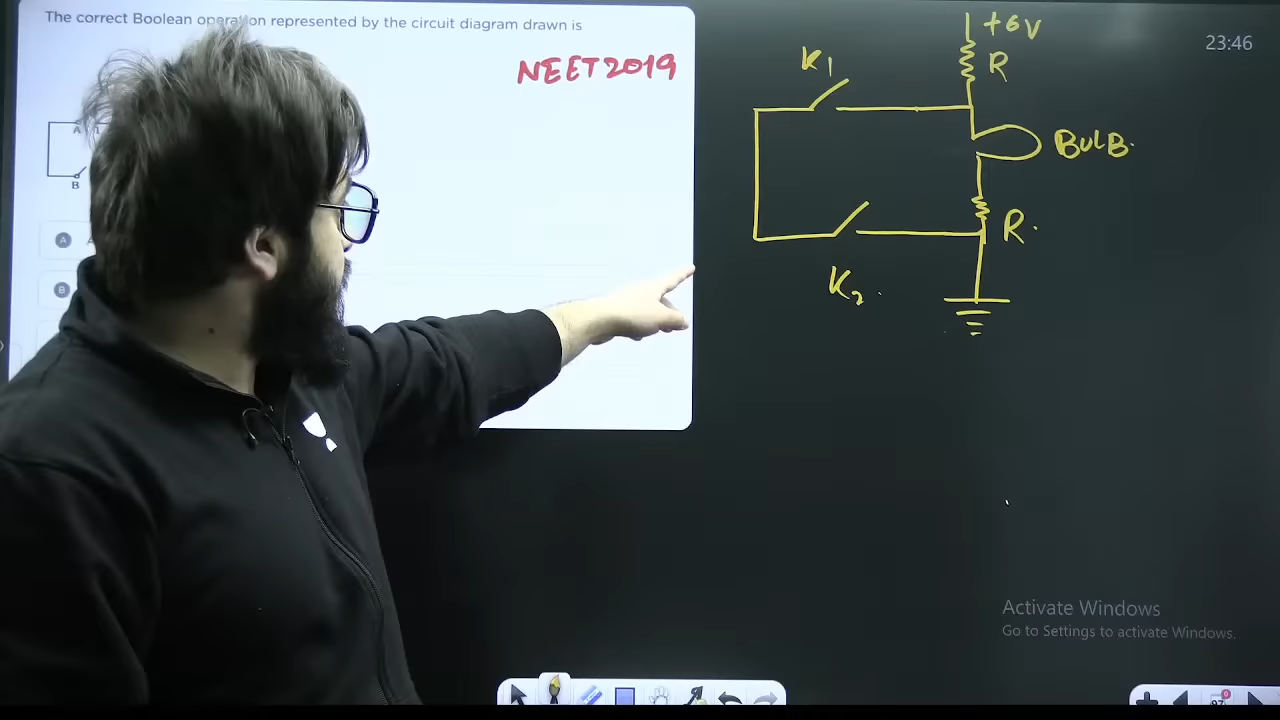 The correct Boolean operation represented by the circuit diagram drawn is
NEET2019
A
B
A
B
+6V
R
K1
BULB.
R.
K2.
23:46
Activate Windows
Go to Settings to activate Windows.